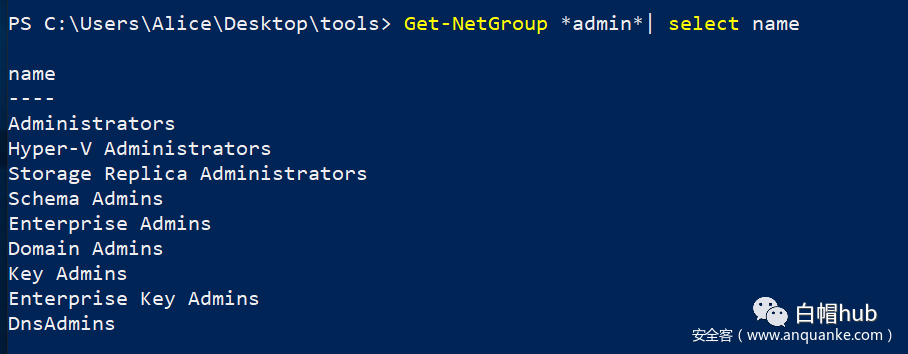 PS C:\Users\Alice\Desktop\tools> Get-NetGroup *admin*| select name
name
----
Administrators
Hyper-V Administrators
Storage Replica Administrators
Schema Admins
Enterprise Admins
Domain Admins
Key Admins
Enterprise Key Admins
DnsAdmins
白帽hub
安全客（www.anquanke.com）